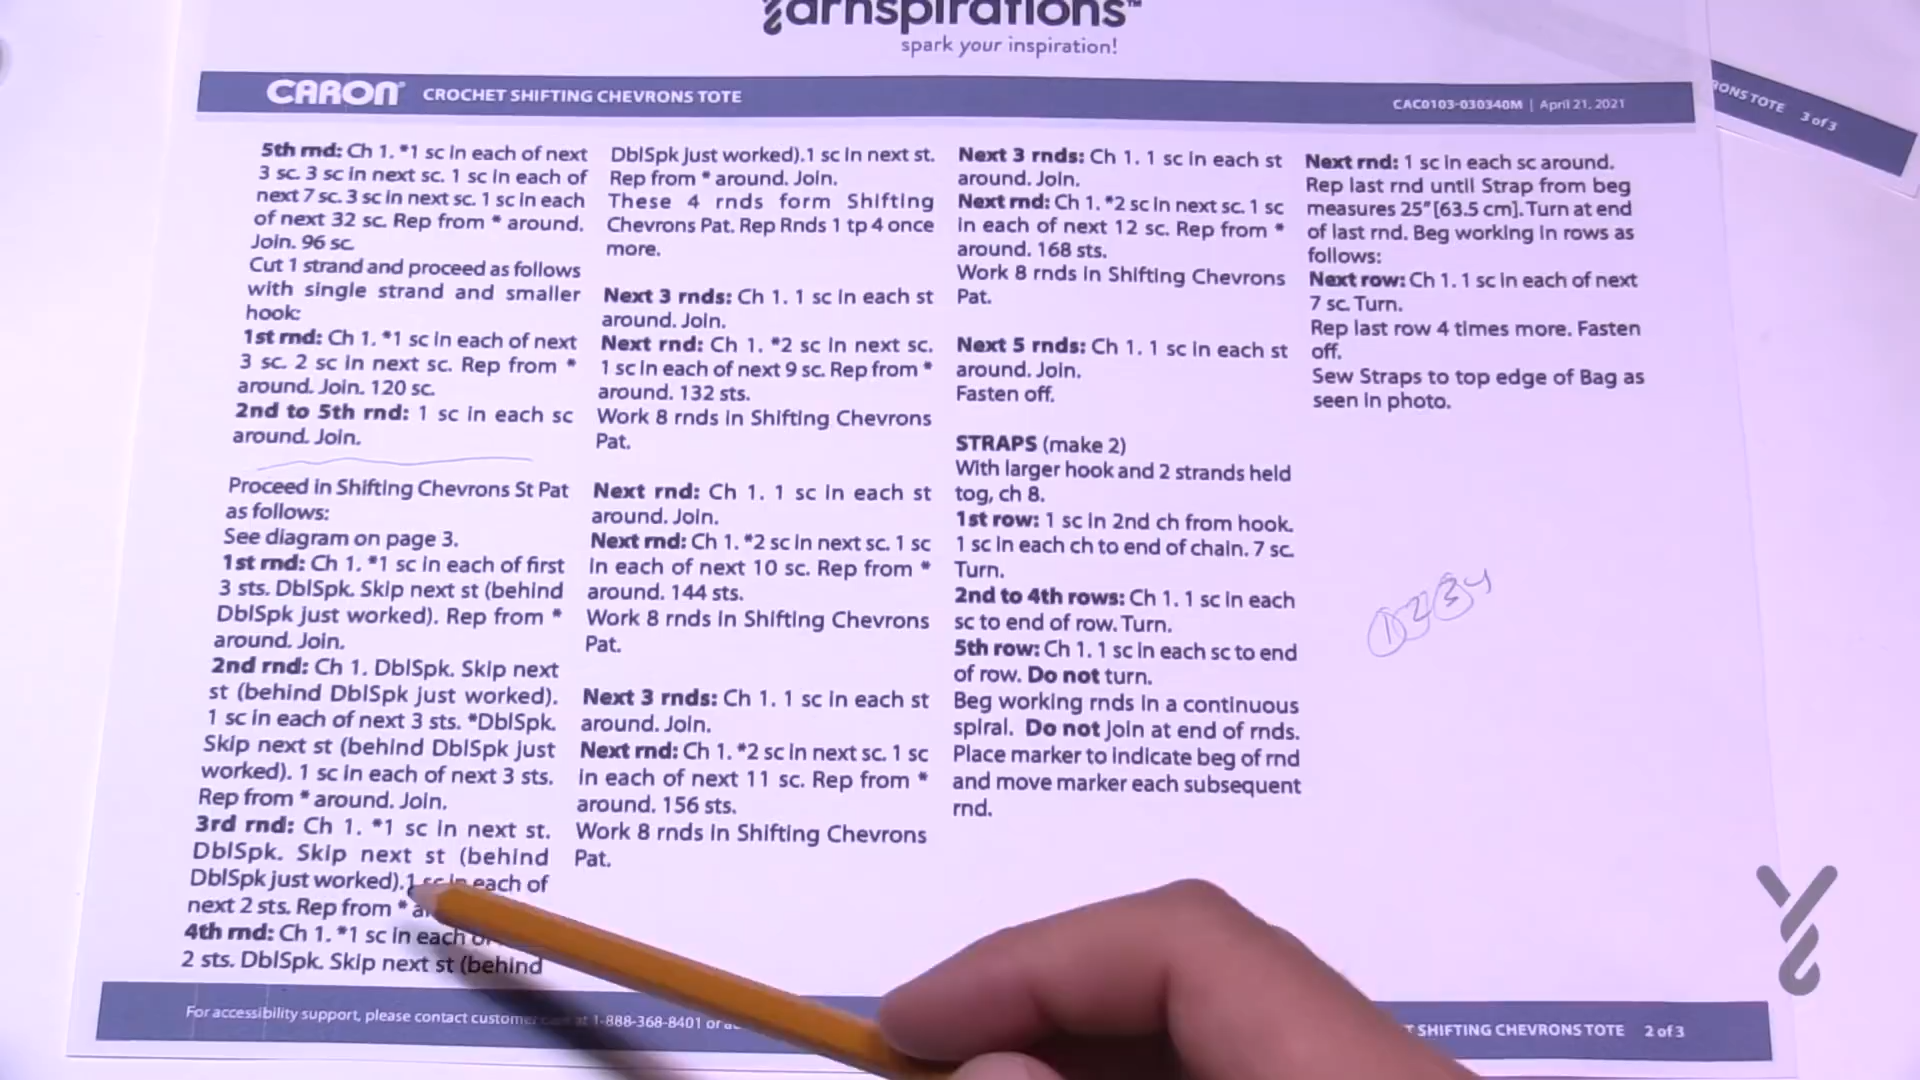 yarnspirations™
spark your inspiration!
CARON® CROCHET SHIFTING CHEVRONS TOTE
CAC0103-030340M | April 21, 2021
RONS TOTE 3 of 3
5th rnd: Ch 1. *1 sc in each of next
3 sc. 3 sc in next sc. 1 sc in each of
next 7 sc. 3 sc in next sc. 1 sc in each
of next 32 sc. Rep from * around.
Join. 96 sc.
Cut 1 strand and proceed as follows
with single strand and smaller
hook:
1st rnd: Ch 1. *1 sc in each of next
3 sc. 2 sc in next sc. Rep from *
around. Join. 120 sc.
2nd to 5th rnd: 1 sc in each sc
around. Join.
Proceed in Shifting Chevrons St Pat
as follows:
See diagram on page 3.
1st rnd: Ch 1. *1 sc in each of first
3 sts. DblSpk. Skip next st (behind
DblSpk just worked). Rep from *
around. Join.
2nd rnd: Ch 1. DblSpk. Skip next
st (behind DblSpk just worked).
1 sc in each of next 3 sts. *DblSpk.
Skip next st (behind DblSpk just
worked). 1 sc in each of next 3 sts.
Rep from * around. Join.
3rd rnd: Ch 1. *1 sc in next st.
DblSpk. Skip next st (behind
DblSpk just worked).1 sc in each of
next 2 sts. Rep from *
4th rnd: Ch 1. *1 sc in each
2 sts. DblSpk. Skip next st (behind
DblSpk just worked).1 sc in next st.
Rep from * around. Join.
These 4 rnds form Shifting
Chevrons Pat. Rep Rnds 1 tp 4 once
more.
Next 3 rnds: Ch 1. 1 sc in each st
around. Join.
Next rnd: Ch 1. *2 sc in next sc.
1 sc in each of next 9 sc. Rep from *
around. 132 sts.
Work 8 rnds in Shifting Chevrons
Pat.
Next rnd: Ch 1. 1 sc in each st
around. Join.
Next rnd: Ch 1. *2 sc in next sc. 1 sc
in each of next 10 sc. Rep from *
around. 144 sts.
Work 8 rnds in Shifting Chevrons
Pat.
Next 3 rnds: Ch 1. 1 sc in each st
around. Join.
Next rnd: Ch 1. *2 sc in next sc. 1 sc
in each of next 11 sc. Rep from *
around. 156 sts.
Work 8 rnds in Shifting Chevrons
Pat.
Next 3 rnds: Ch 1. 1 sc in each st
around. Join.
Next rnd: Ch 1. *2 sc in next sc. 1 sc
in each of next 12 sc. Rep from *
around. 168 sts.
Work 8 rnds in Shifting Chevrons
Pat.
Next 5 rnds: Ch 1. 1 sc in each st
around. Join.
Fasten off.
STRAPS (make 2)
With larger hook and 2 strands held
tog, ch 8.
1st row: 1 sc in 2nd ch from hook.
1 sc in each ch to end of chain. 7 sc.
Turn.
2nd to 4th rows: Ch 1. 1 sc in each
sc to end of row. Turn.
5th row: Ch 1. 1 sc in each sc to end
of row. Do not turn.
Beg working rnds in a continuous
spiral. Do not join at end of rnds.
Place marker to indicate beg of rnd
and move marker each subsequent
rnd.
Next rnd: 1 sc in each sc around.
Rep last rnd until Strap from beg
measures 25" [63.5 cm]. Turn at end
of last rnd. Beg working in rows as
follows:
Next row: Ch 1. 1 sc in each of next
7 sc. Turn.
Rep last row 4 times more. Fasten
off.
Sew Straps to top edge of Bag as
seen in photo.
1 2 3 4
For accessibility support, please contact customer at 1-888-368-8401 or
SHIFTING CHEVRONS TOTE 2 of 3